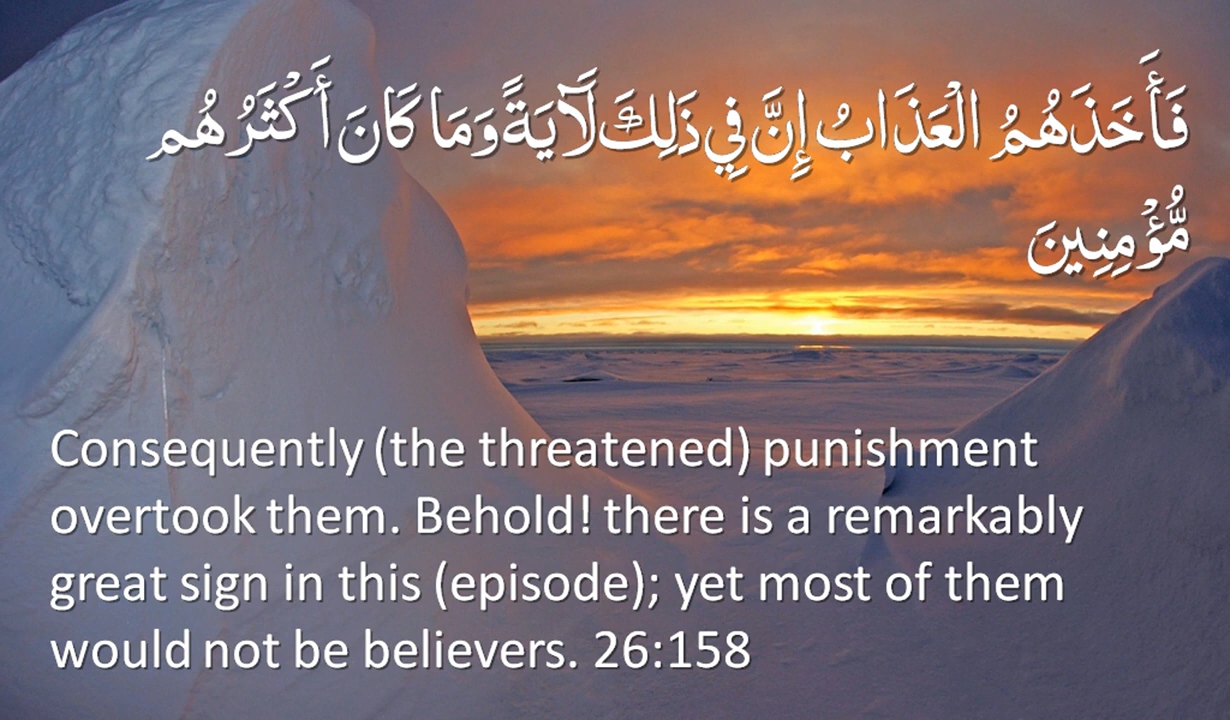 فَأَخَذَهُمُ الْعَذَابُ إِنَّ فِي ذَٰلِكَ لَآيَةً وَمَا كَانَ أَكْثَرُهُم
مُّؤْمِنِينَ
Consequently (the threatened) punishment
overtook them. Behold! there is a remarkably
great sign in this (episode); yet most of them
would not be believers. 26:158